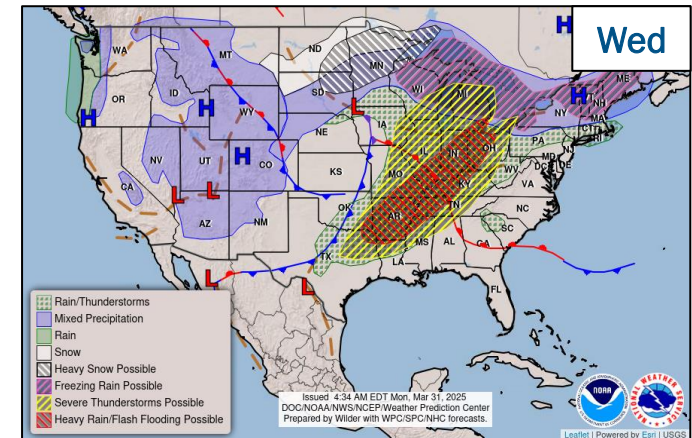 Wed
H
WA
MT
ND
MN
ME
OR
ID
SD
WI
MI
H
VT
NH
H
H
WY
NY
MA
L
CT
RI
NE
IA
PA
NJ
NV
UT
H
CO
IL
IN
OH
MD
DC
DE
WV
CA
KS
MO
KY
VA
L
L
AZ
NM
OK
AR
TN
NC
SC
MS
AL
GA
TX
LA
FL
L
L
Rain/Thunderstorms
Mixed Precipitation
Rain
Snow
Heavy Snow Possible
Freezing Rain Possible
Severe Thunderstorms Possible
Heavy Rain/Flash Flooding Possible
Issued 4:34 AM EDT Mon, Mar 31, 2025
DOC/NOAA/NWS/NCEP/Weather Prediction Center
Prepared by Wilder with WPC/SPC/NHC forecasts.
NOAA
NATIONAL WEATHER SERVICE
Leaflet | Powered by Esri | USGS